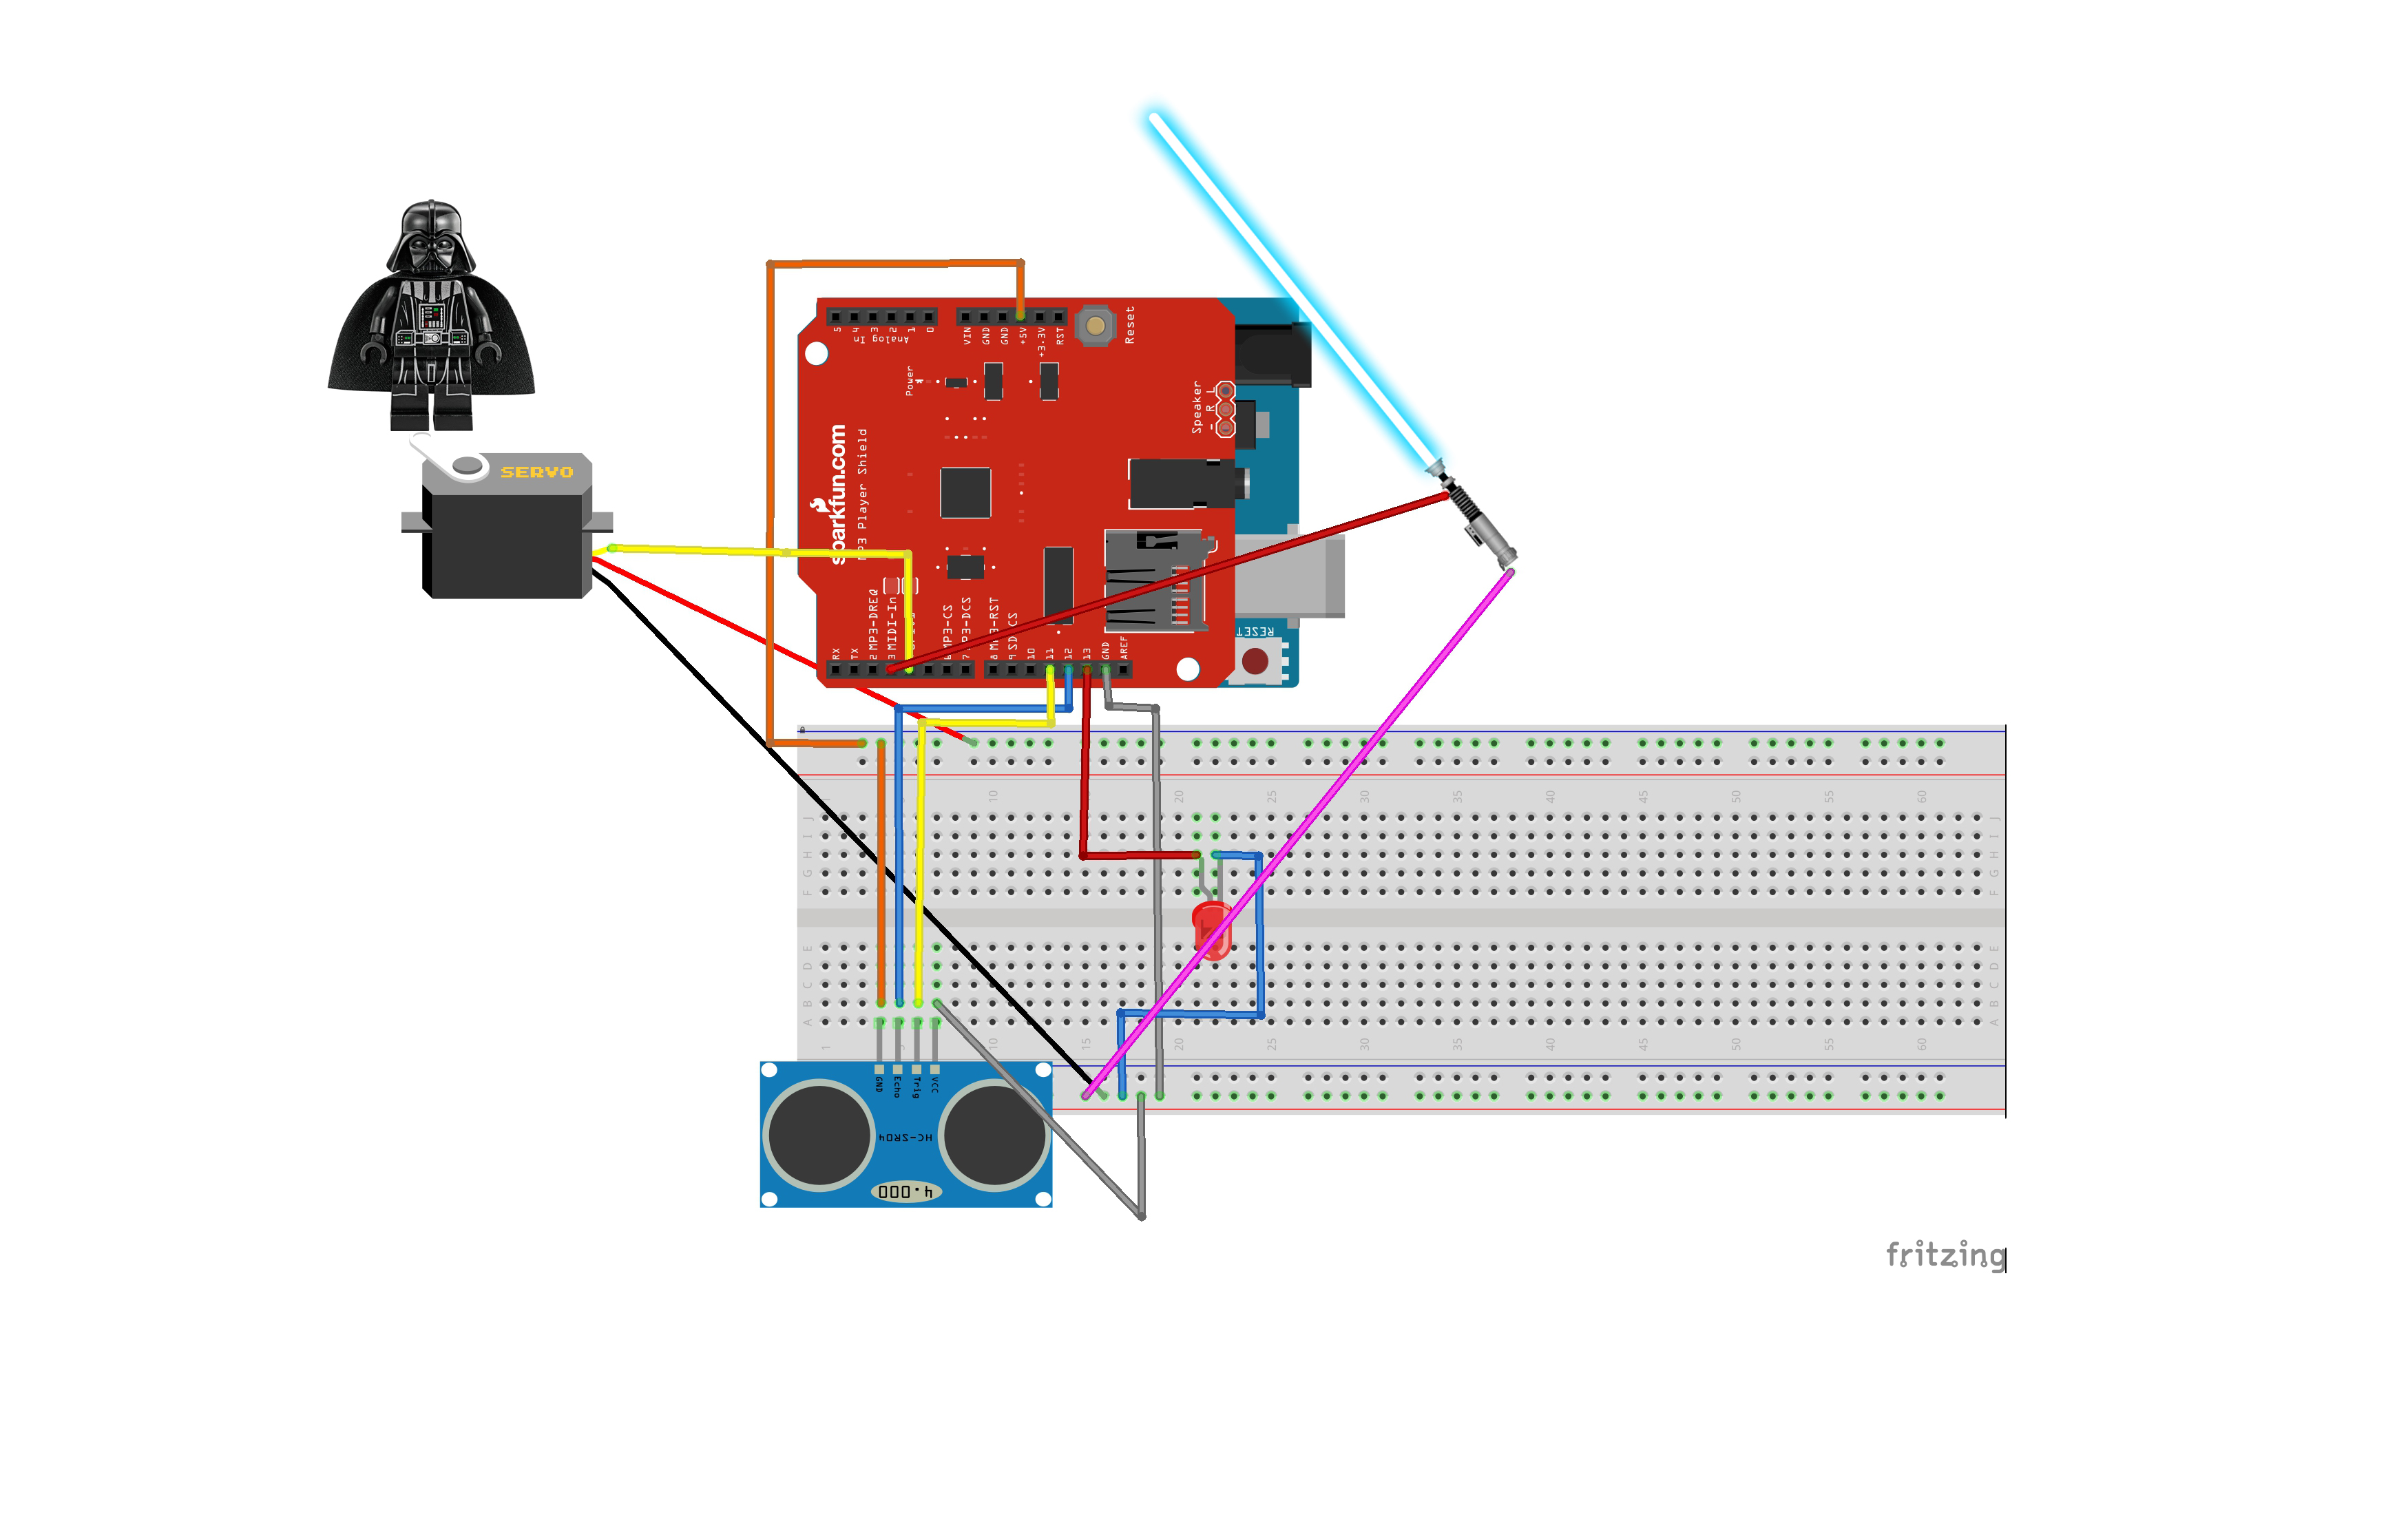 SERVO
5 4 3 2 1 0
Analog In
VIN GND GND +5V +3.3V RST
Reset
Power
Speaker
- R L
sparkfun.com
MP3 Player Shield
RX TX 2 MP3-DREQ 3 MIDI-In 6 MP3-CS 7 MP3-DCS 8 MP3-RST 9 SD-CS 10 11 12 13 GND AREF
RESET
10 20 25 30 35 40 45 50 55 60
J J
I I
H H
G G
F F
E E
D D
C C
B B
A A
1 5 10 15 20 25 30 35 40 45 50 55 60
GND Echo Trig VCC
HC-SR04
4.000
fritzing